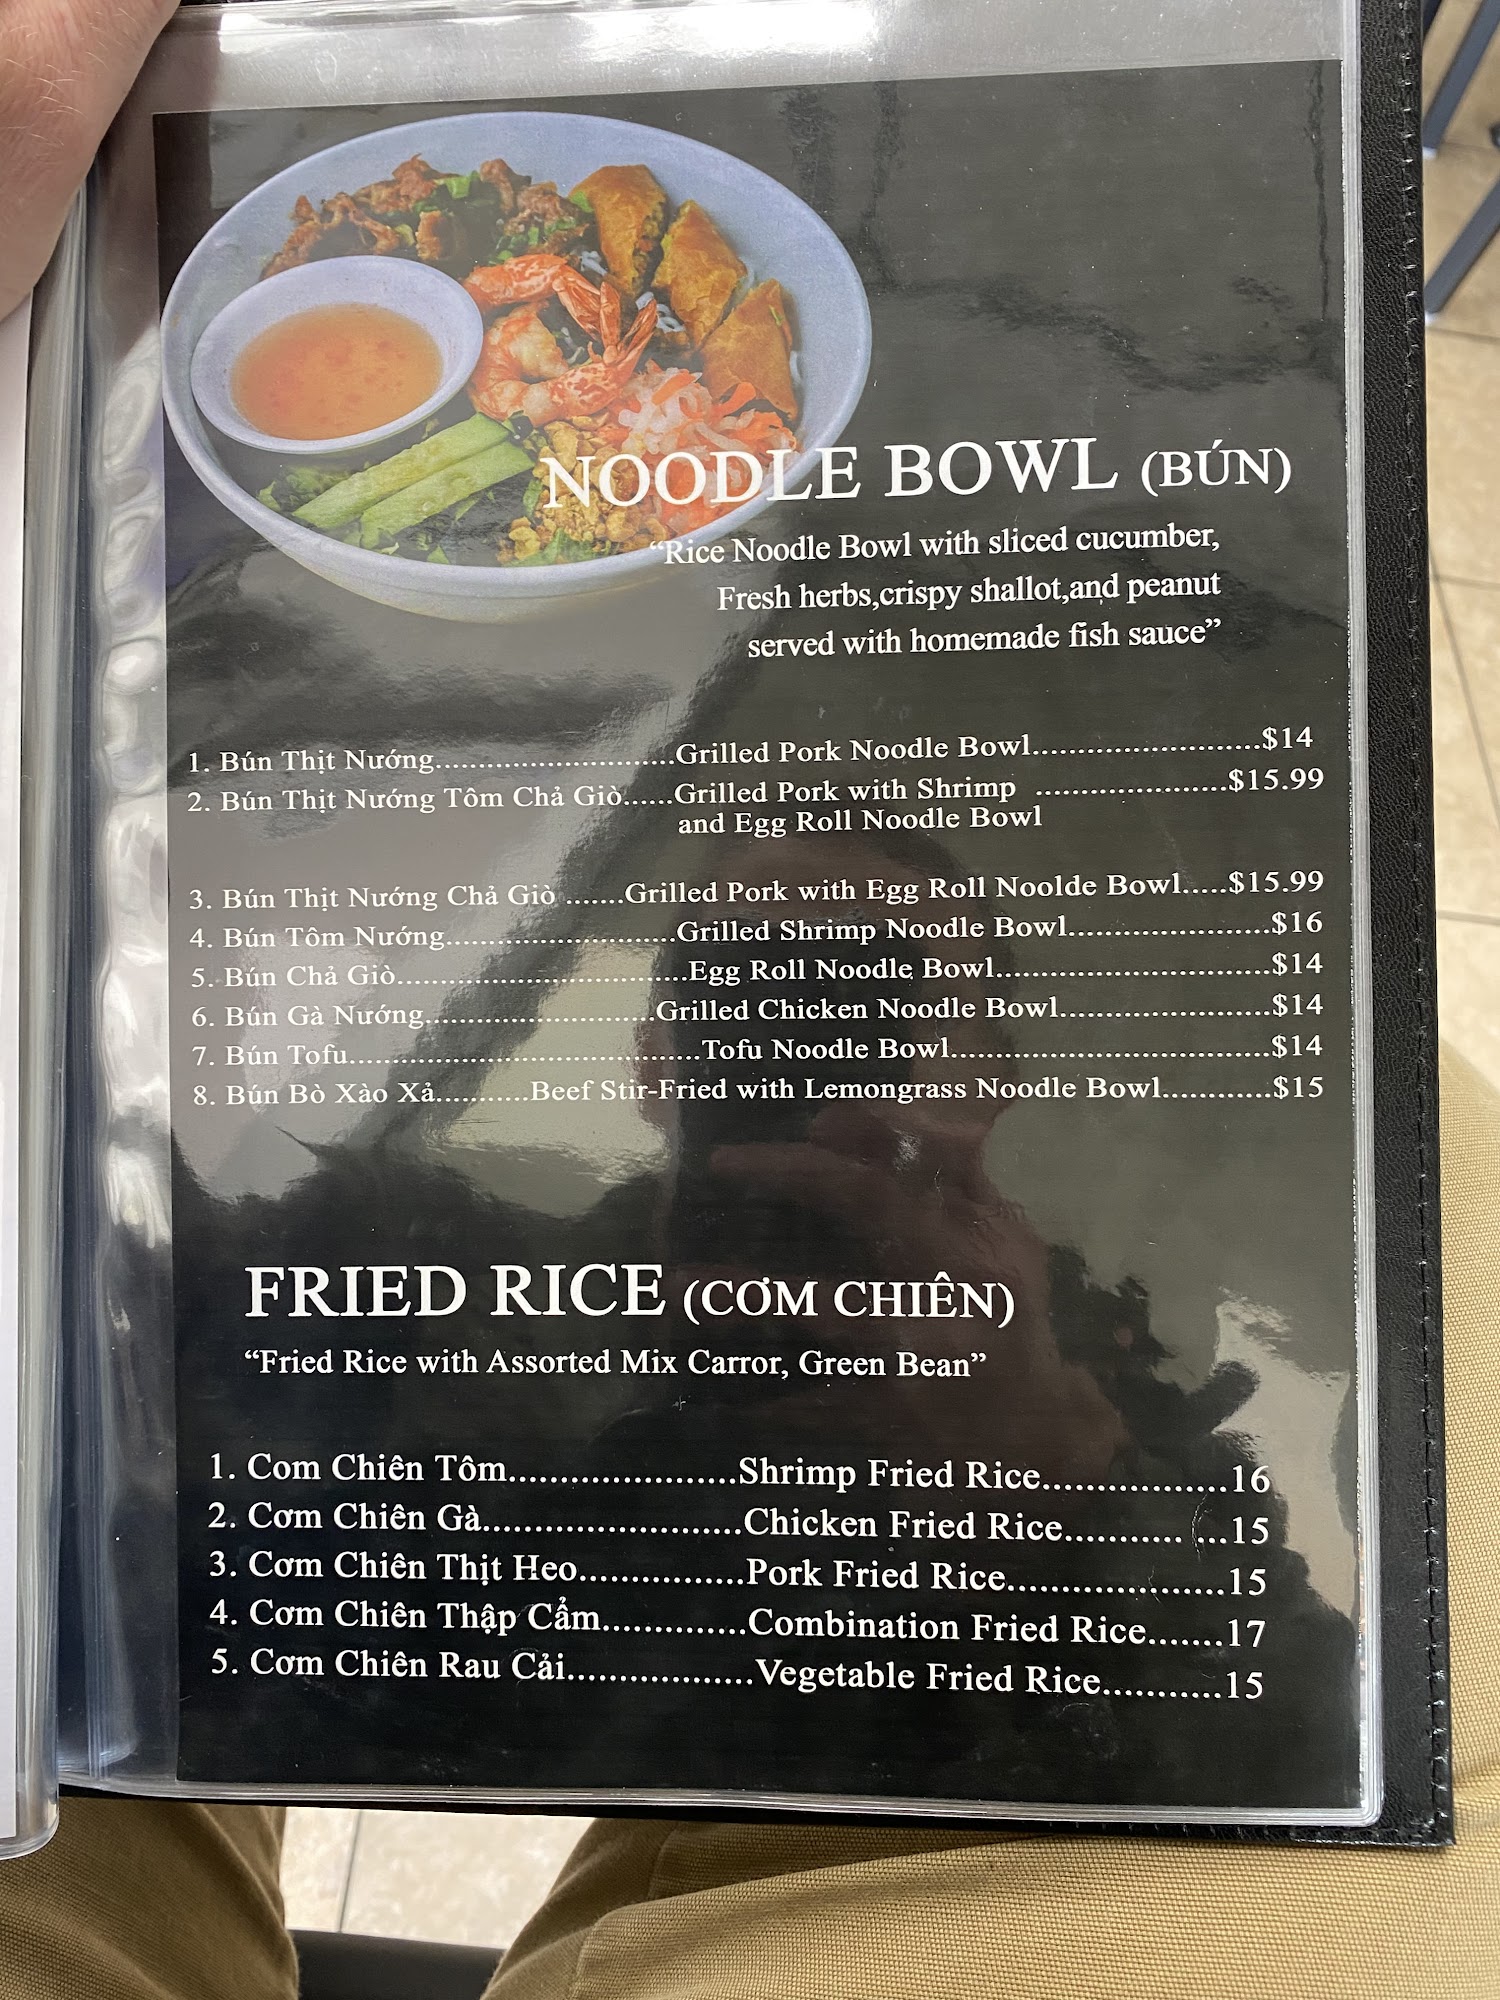 NOODLE BOWL (BÚN)
“Rice Noodle Bowl with sliced cucumber,
Fresh herbs,crispy shallot,and peanut
served with homemade fish sauce”
1. Bún Thịt Nướng..........................Grilled Pork Noodle Bowl.........................$14
2. Bún Thịt Nướng Tôm Chả Giò......Grilled Pork with Shrimp .....................$15.99
and Egg Roll Noodle Bowl
3. Bún Thịt Nướng Chả Giò .......Grilled Pork with Egg Roll Noolde Bowl.....$15.99
4. Bún Tôm Nướng.........................Grilled Shrimp Noodle Bowl......................$16
5. Bún Chả Giò................................Egg Roll Noodle Bowl..............................$14
6. Bún Gà Nướng.........................Grilled Chicken Noodle Bowl.......................$14
7. Bún Tofu......................................Tofu Noodle Bowl...................................$14
8. Bún Bò Xào Xả..........Beef Stir-Fried with Lemongrass Noodle Bowl............$15
FRIED RICE (CƠM CHIÊN)
“Fried Rice with Assorted Mix Carror, Green Bean”
1. Com Chiên Tôm......................Shrimp Fried Rice..................16
2. Cơm Chiên Gà.........................Chicken Fried Rice........... ....15
3. Cơm Chiên Thịt Heo................Pork Fried Rice.....................15
4. Cơm Chiên Thập Cẩm..............Combination Fried Rice.......17
5. Cơm Chiên Rau Cải..................Vegetable Fried Rice............15